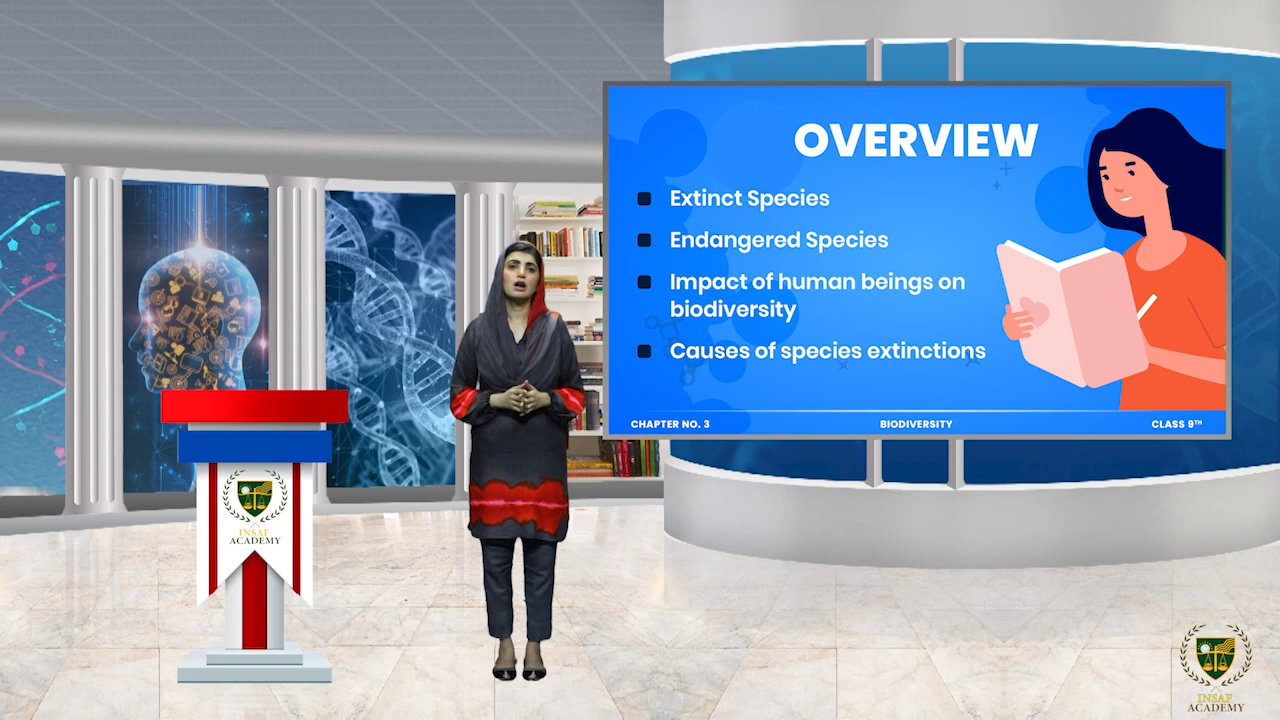 OVERVIEW
Extinct Species
Endangered Species
Impact of human beings on
biodiversity
Causes of species extinctions
CHAPTER NO. 3 BIODIVERSITY CLASS 9TH
INSAF
ACADEMY
INSAF
ACADEMY